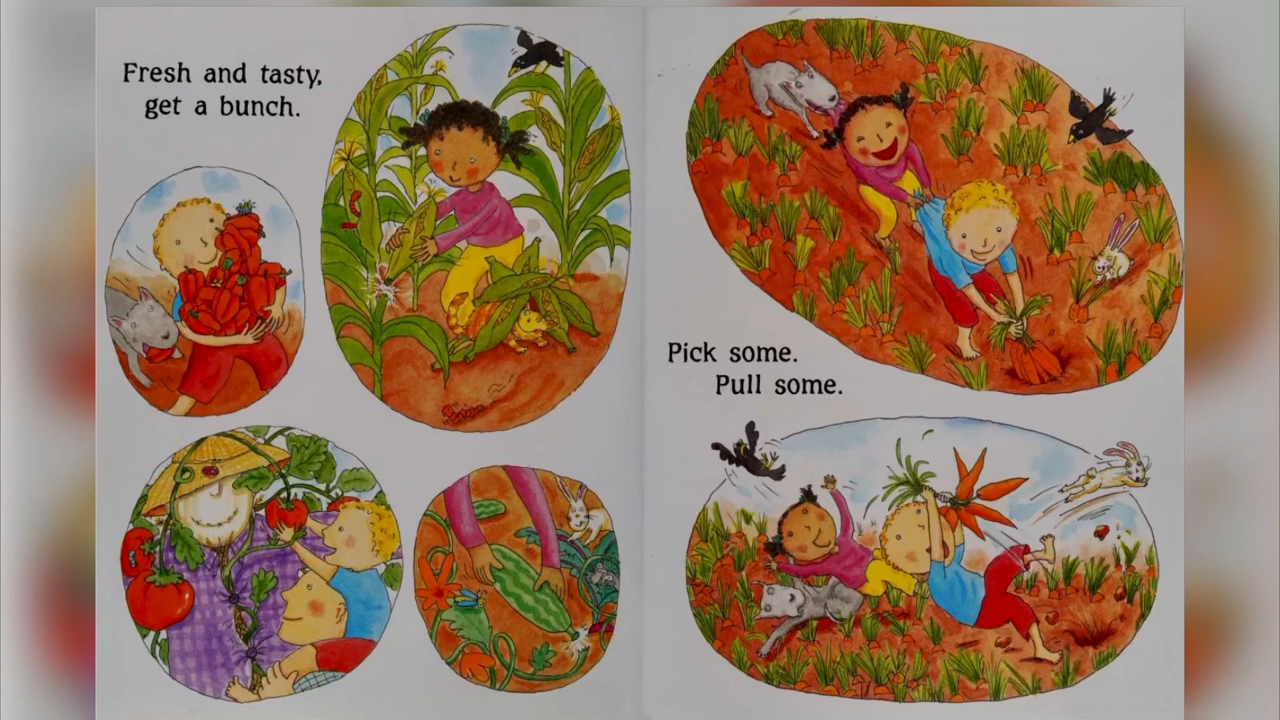 Fresh and tasty,
get a bunch.
Pick some.
Pull some.